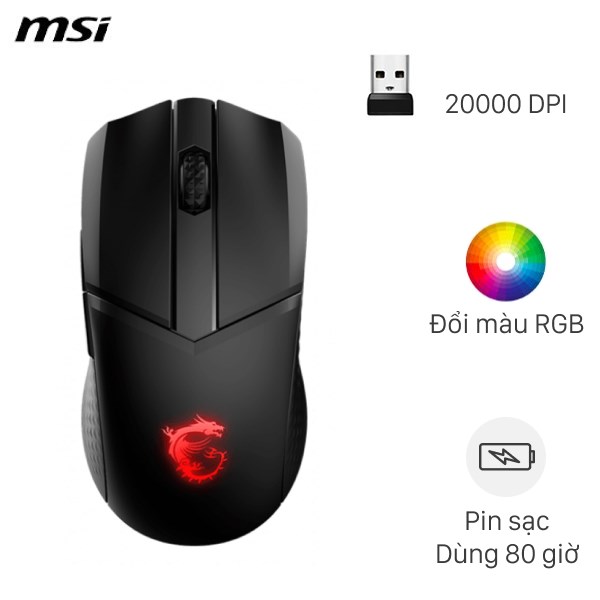 msi
20000 DPI
Đổi màu RGB
Pin sạc
Dùng 80 giờ